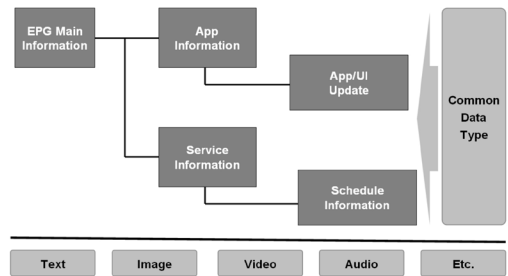 EPG Main
Information
App
Information
App/UI
Update
Service
Information
Schedule
Information
Common
Data
Type
Text
Image
Video
Audio
Etc.